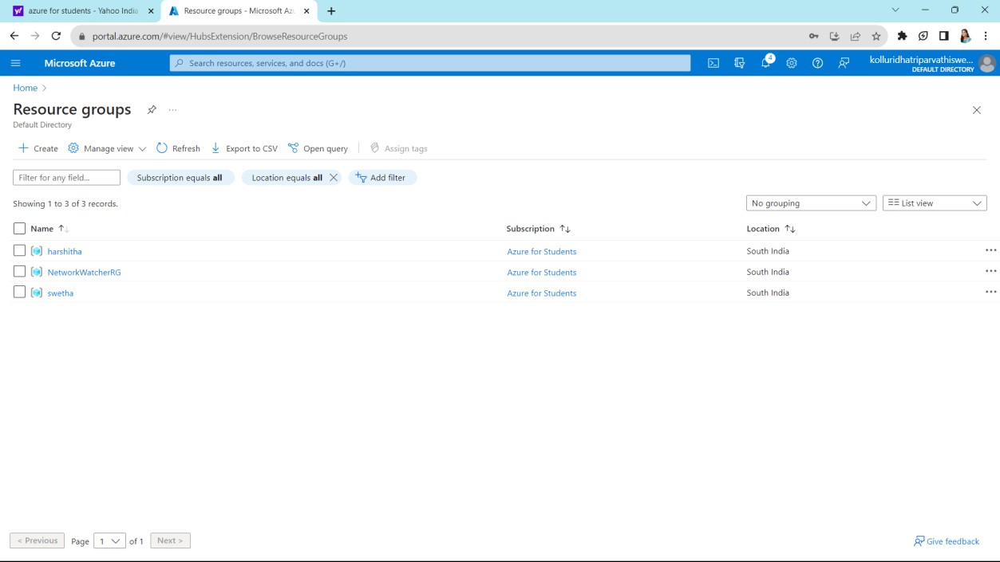 azure for students - Yahoo India
Resource groups - Microsoft Az
portal.azure.com/#view/HubsExtension/BrowseResourceGroups
Microsoft Azure
Search resources, services, and docs (G+/)
4
kolluridhatriparvathiswe...
DEFAULT DIRECTORY
Home >
Resource groups
...
Default Directory
Create Manage view Refresh Export to CSV Open query Assign tags
Filter for any field... Subscription equals all Location equals all Add filter
Showing 1 to 3 of 3 records. No grouping List view
Name Subscription Location
harshitha Azure for Students South India
NetworkWatcherRG Azure for Students South India
swetha Azure for Students South India
< Previous Page 1 of 1 Next > Give feedback